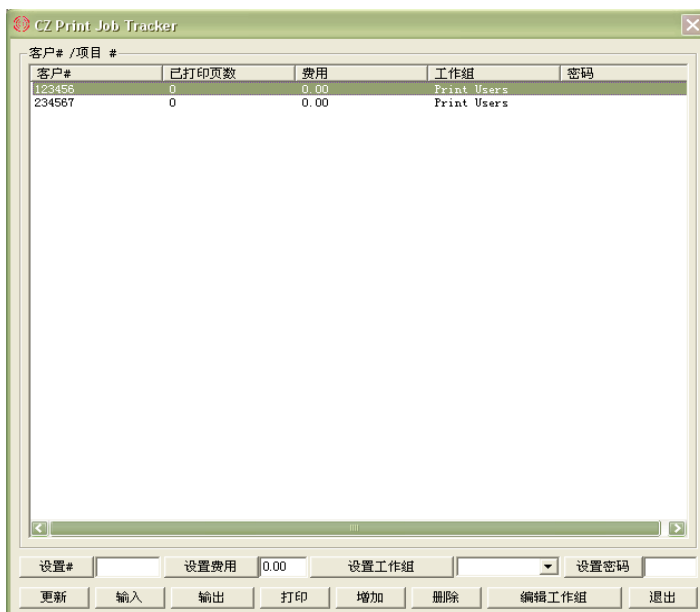 CZ Print Job Tracker
客户# /项目 #
客户# 已打印页数 费用 工作组 密码
123456 0 0.00 Print Users
234567 0 0.00 Print Users
设置# 设置费用 0.00 设置工作组 设置密码
更新 输入 输出 打印 增加 删除 编辑工作组 退出